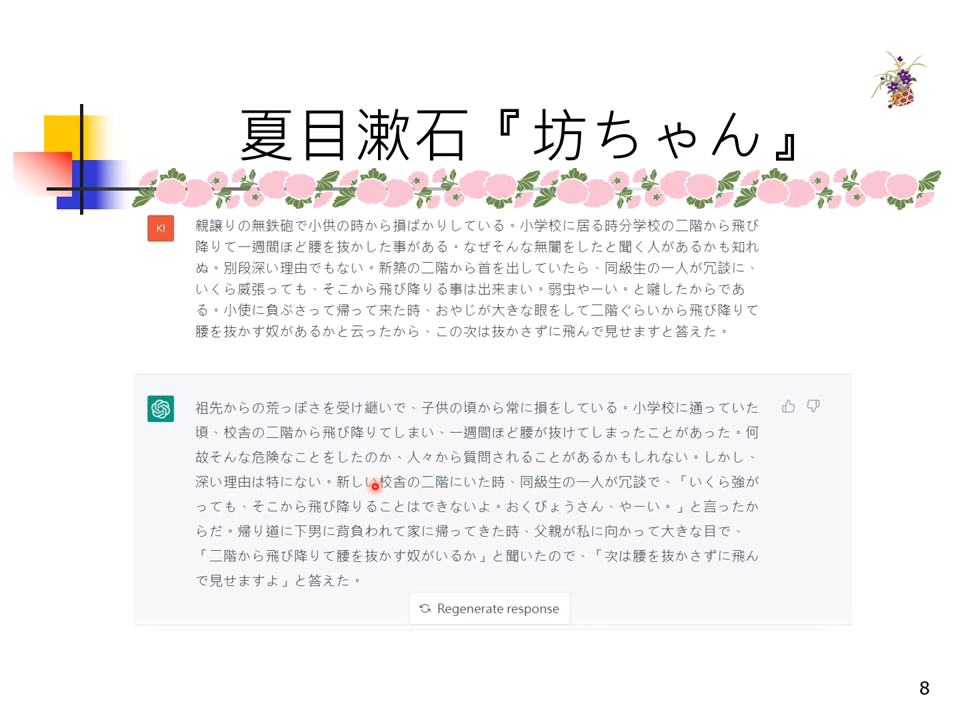 夏目漱石『坊ちゃん』
KI
親譲りの無鉄砲で小供の時から損ばかりしている。小学校に居る時分学校の二階から飛び
降りて一週間ほど腰を抜かした事がある。なぜそんな無闇をしたと聞く人があるかも知れ
ぬ。別段深い理由でもない。新築の二階から首を出していたら、同級生の一人が冗談に、
いくら威張っても、そこから飛び降りる事は出来まい。弱虫やーい。と囃したからであ
る。小使に負ぶさって帰って来た時、おやじが大きな眼をして二階ぐらいから飛び降りて
腰を抜かす奴があるかと云ったから、この次は抜かさずに飛んで見せますと答えた。
祖先からの荒っぽさを受け継いで、子供の頃から常に損をしている。小学校に通っていた
頃、校舎の二階から飛び降りてしまい、一週間ほど腰が抜けてしまったことがあった。何
故そんな危険なことをしたのか、人々から質問されることがあるかもしれない。しかし、
深い理由は特にない。新しい校舎の二階にいた時、同級生の一人が冗談で、「いくら強が
っても、そこから飛び降りることはできないよ。おくびょうさん、やーい。」と言ったか
らだ。帰り道に下男に背負われて家に帰ってきた時、父親が私に向かって大きな目で、
「二階から飛び降りて腰を抜かす奴がいるか」と聞いたので、「次は腰を抜かさずに飛ん
で見せますよ」と答えた。
Regenerate response
8